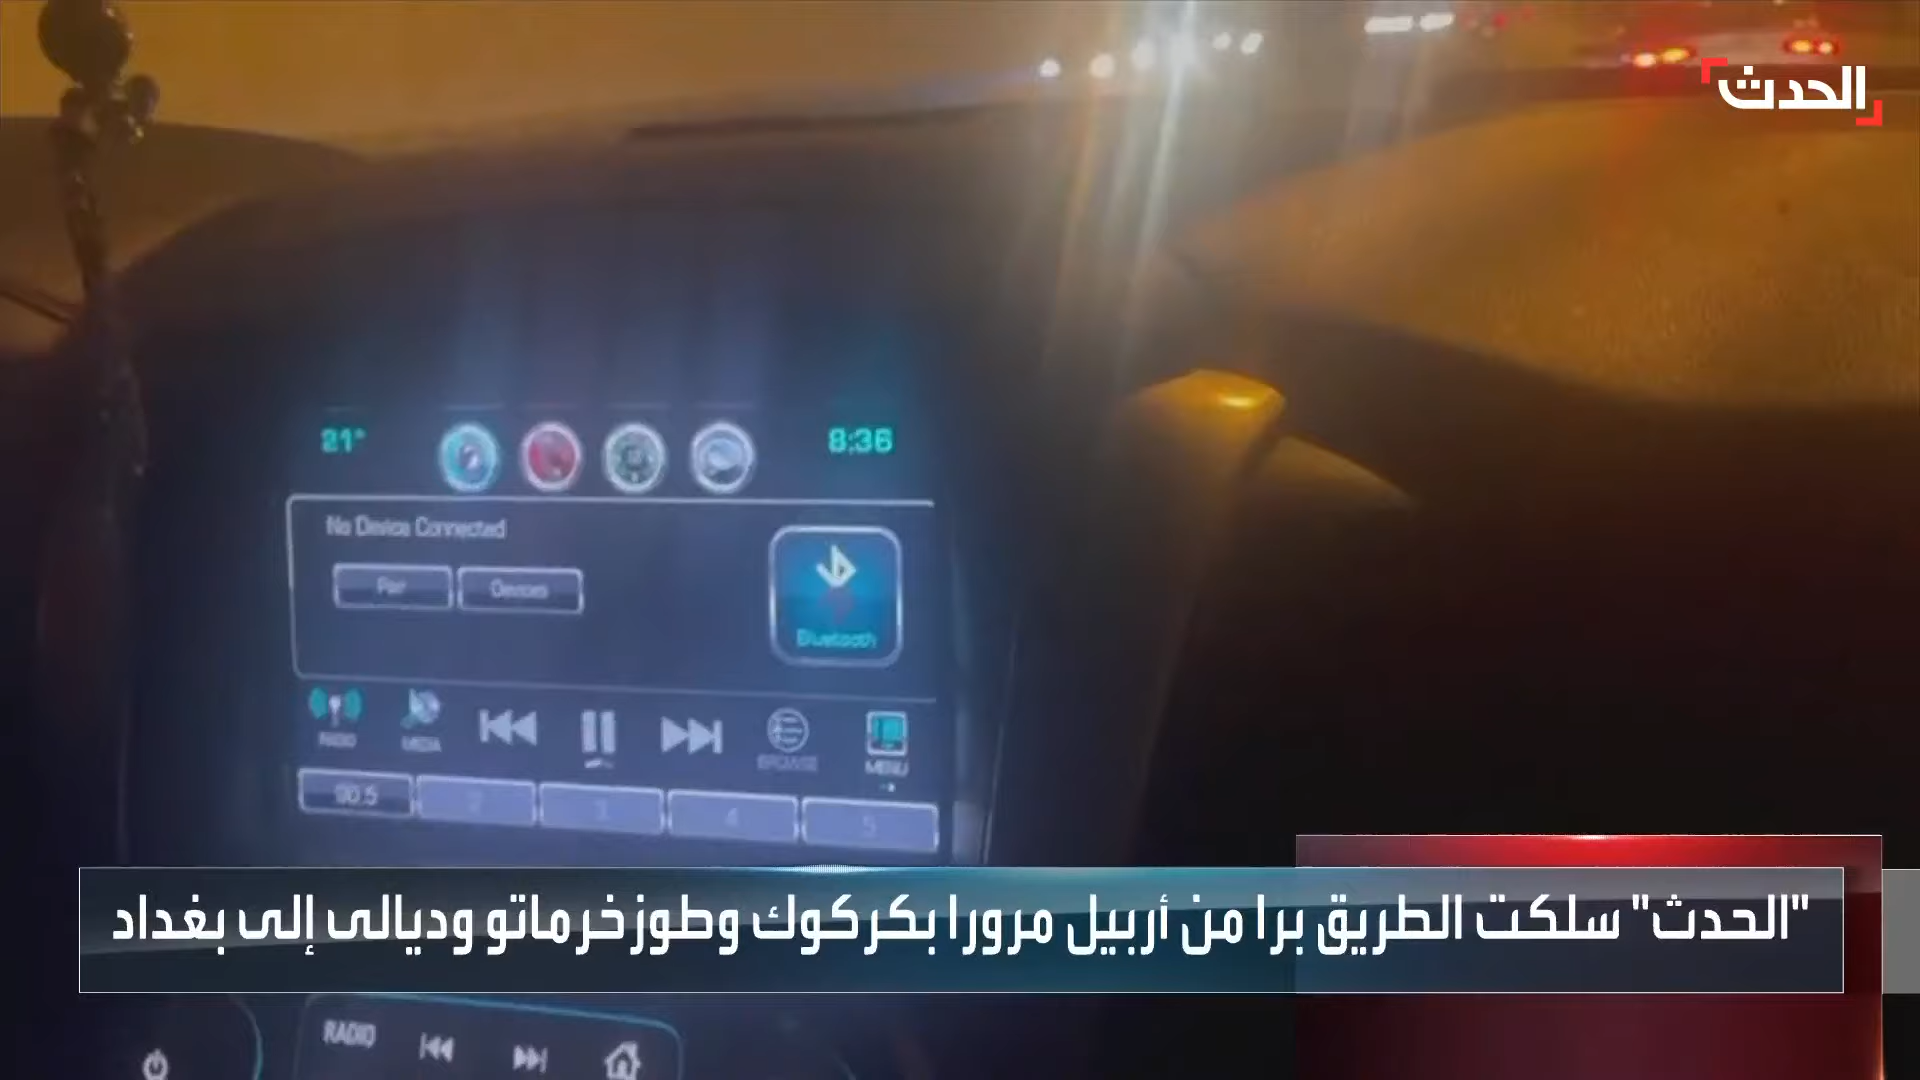 الحدث
21°
8:36
No Device Connected
Pair
Devices
Bluetooth
RADIO
MEDIA
BROWSE
MENU
90.5
2
3
4
5
"الحدث" سلكت الطريق برا من أربيل مرورا بكركوك وطوزخرماتو وديالى إلى بغداد
RADIO